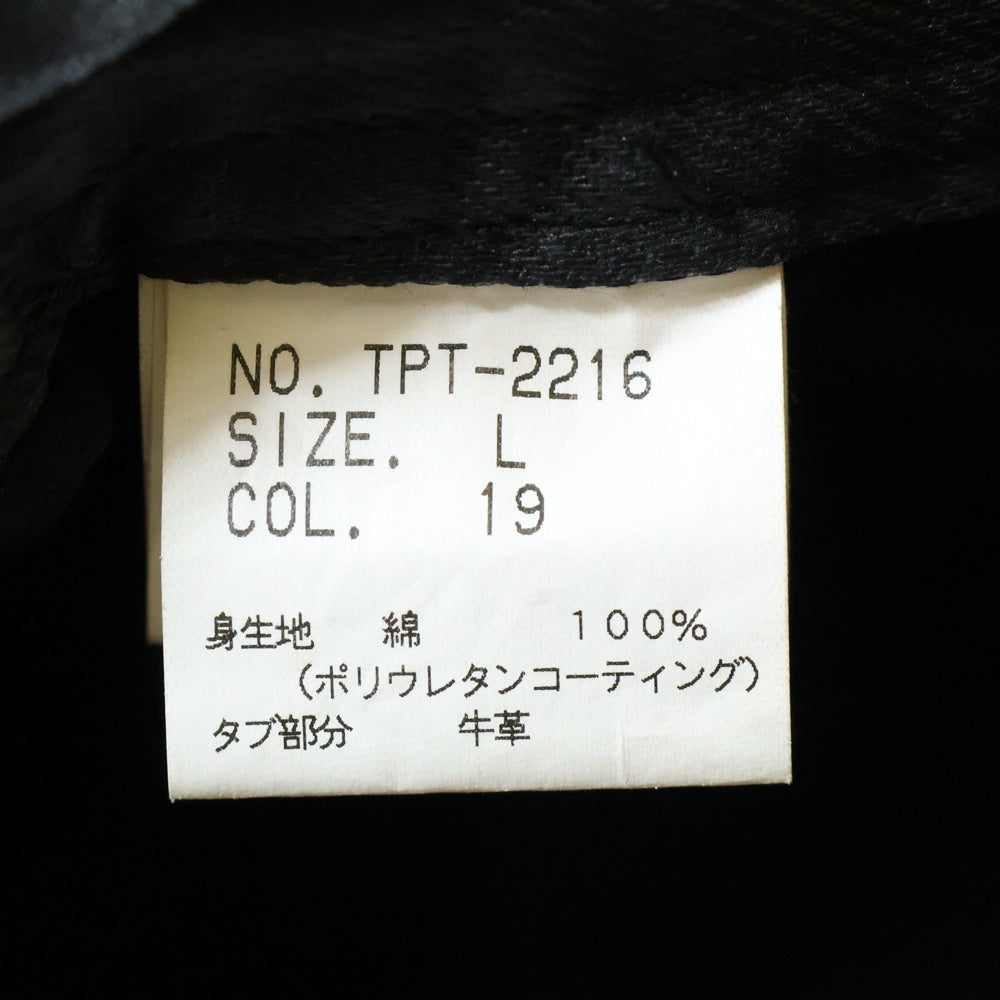 NO. TPT-2216
SIZE. L
COL. 19
身生地 綿 100%
(ポリウレタンコーティング)
タブ部分 牛革